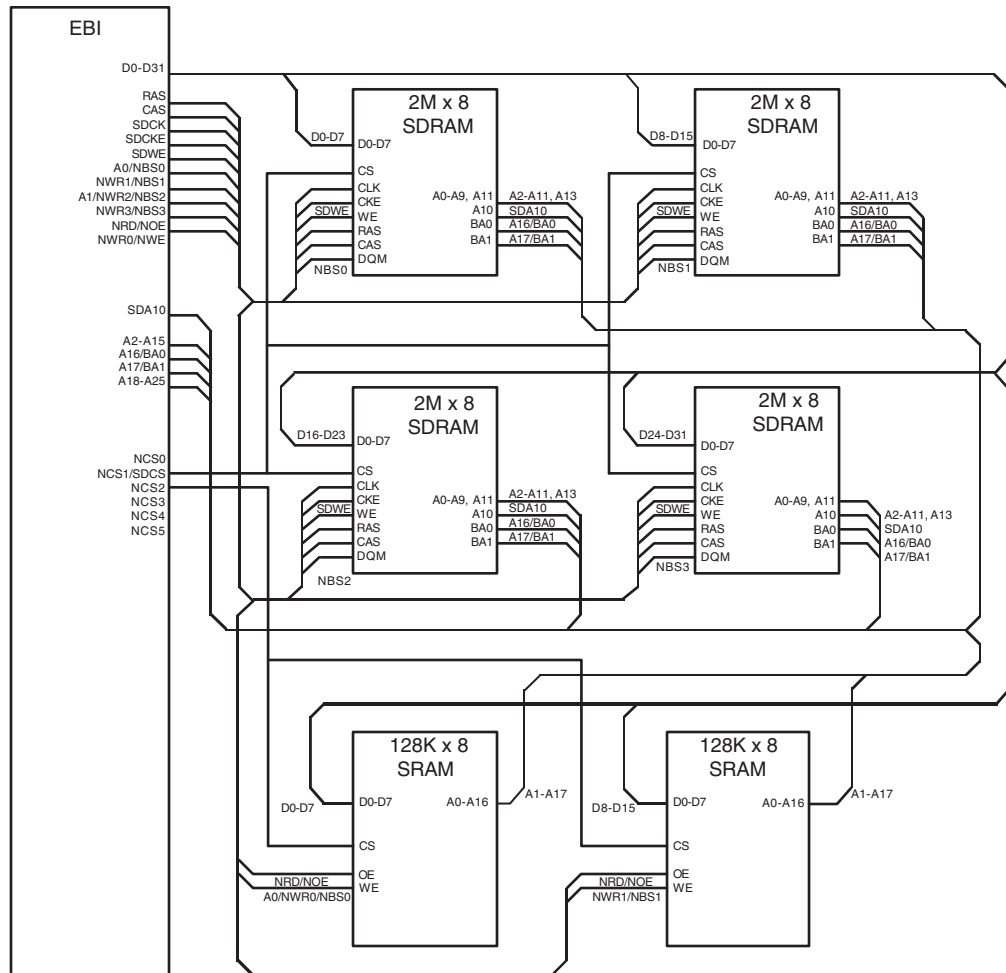 EBI
D0-D31
RAS
CAS
SDCK
SDCKE
SDWE
A0/NBS0
NWR1/NBS1
A1/NWR2/NBS2
NWR3/NBS3
NRD/NOE
NWR0/NWE
SDA10
A2-A15
A16/BA0
A17/BA1
A18-A25
NCS0
NCS1/SDCS
NCS2
NCS3
NCS4
NCS5
2M x 8
SDRAM
D0-D7
D0-D7
CS
CLK
CKE
SDWE
WE
RAS
CAS
DQM
NBS0
A0-A9, A11
A10
BA0
BA1
A2-A11, A13
SDA10
A16/BA0
A17/BA1
2M x 8
SDRAM
D8-D15
D0-D7
CS
CLK
CKE
SDWE
WE
RAS
CAS
DQM
NBS1
A0-A9, A11
A10
BA0
BA1
A2-A11, A13
SDA10
A16/BA0
A17/BA1
2M x 8
SDRAM
D16-D23
D0-D7
CS
CLK
CKE
SDWE
WE
RAS
CAS
DQM
NBS2
A0-A9, A11
A10
BA0
BA1
A2-A11, A13
SDA10
A16/BA0
A17/BA1
2M x 8
SDRAM
D24-D31
D0-D7
CS
CLK
CKE
SDWE
WE
RAS
CAS
DQM
NBS3
A0-A9, A11
A10
BA0
BA1
A2-A11, A13
SDA10
A16/BA0
A17/BA1
128K x 8
SRAM
D0-D7
D0-D7
A0-A16
A1-A17
CS
OE
NRD/NOE
WE
A0/NWR0/NBS0
128K x 8
SRAM
D8-D15
D0-D7
A0-A16
A1-A17
CS
OE
NRD/NOE
WE
NWR1/NBS1